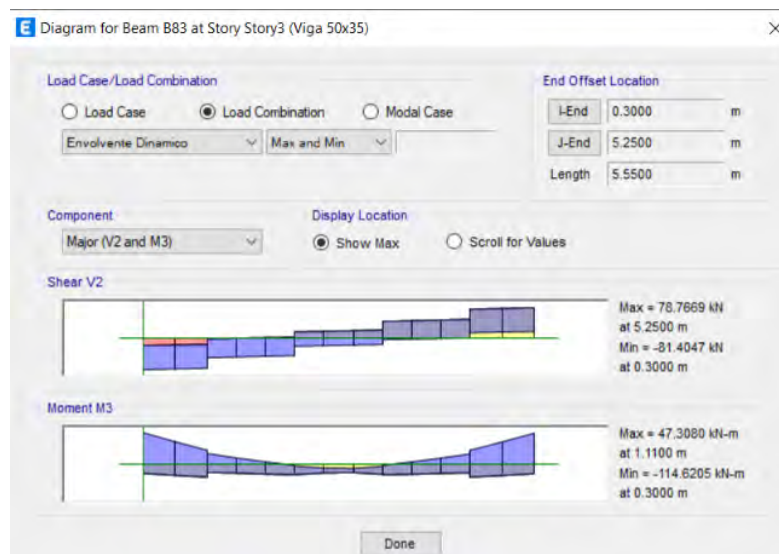 E Diagram for Beam B83 at Story Story3 (Viga 50x35)
Load Case/Load Combination
Load Case Load Combination Modal Case
Envolvente Dinamico Max and Min
End Offset Location
I-End 0.3000 m
J-End 5.2500 m
Length 5.5500 m
Component
Major (V2 and M3)
Display Location
Show Max Scroll for Values
Shear V2
Max = 78.7669 kN
at 5.2500 m
Min = -81.4047 kN
at 0.3000 m
Moment M3
Max = 47.3080 kN-m
at 1.1100 m
Min = -114.6205 kN-m
at 0.3000 m
Done